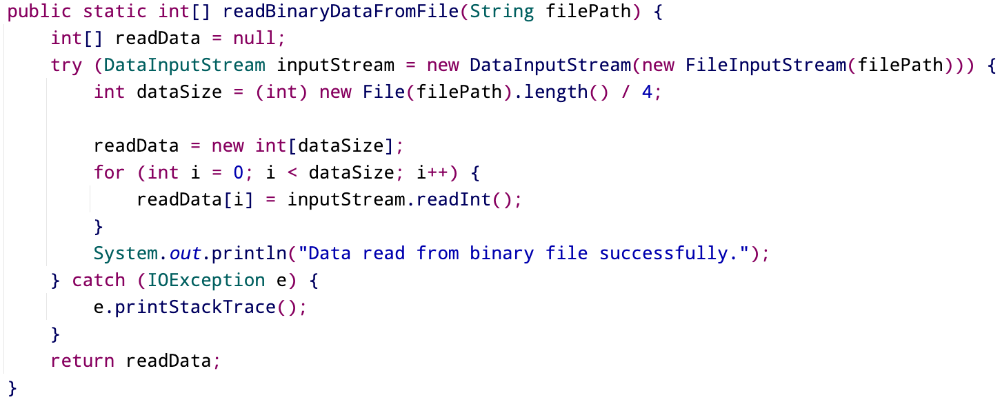 public static int[] readBinaryDataFromFile(String filePath) {
    int[] readData = null;
    try (DataInputStream inputStream = new DataInputStream(new FileInputStream(filePath))) {
        int dataSize = (int) new File(filePath).length() / 4;

        readData = new int[dataSize];
        for (int i = 0; i < dataSize; i++) {
            readData[i] = inputStream.readInt();
        }
        System.out.println("Data read from binary file successfully.");
    } catch (IOException e) {
        e.printStackTrace();
    }
    return readData;
}